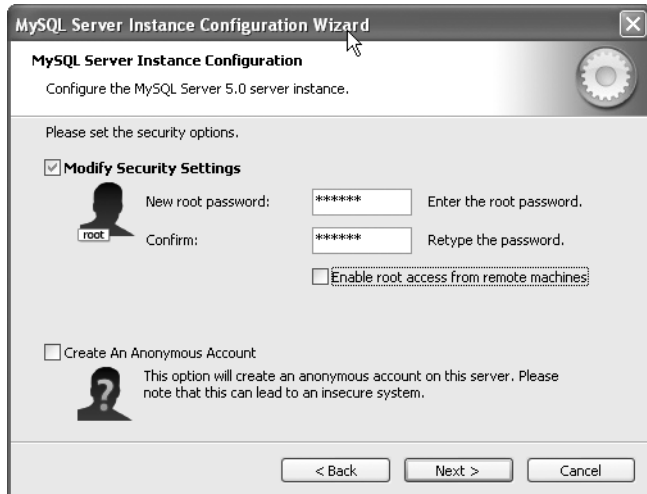 MySQL Server Instance Configuration Wizard
MySQL Server Instance Configuration
Configure the MySQL Server 5.0 server instance.
Please set the security options.
Modify Security Settings
root
New root password:
******
Enter the root password.
Confirm:
******
Retype the password.
Enable root access from remote machines
Create An Anonymous Account
?
This option will create an anonymous account on this server. Please
note that this can lead to an insecure system.
< Back
Next >
Cancel